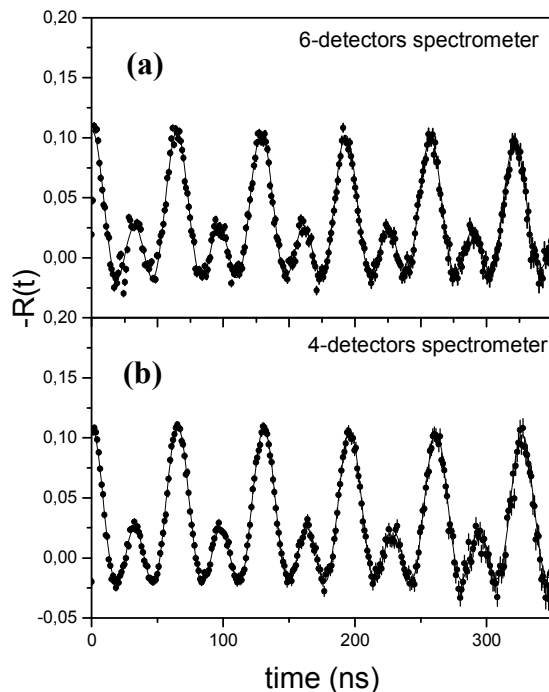 0,20
6-detectors spectrometer
(a)
0,15
0,10
0,05
0,00
-R(t)
0,20
4-detectors spectrometer
(b)
0,15
0,10
0,05
0,00
-0,05
0
100
200
300
time (ns)